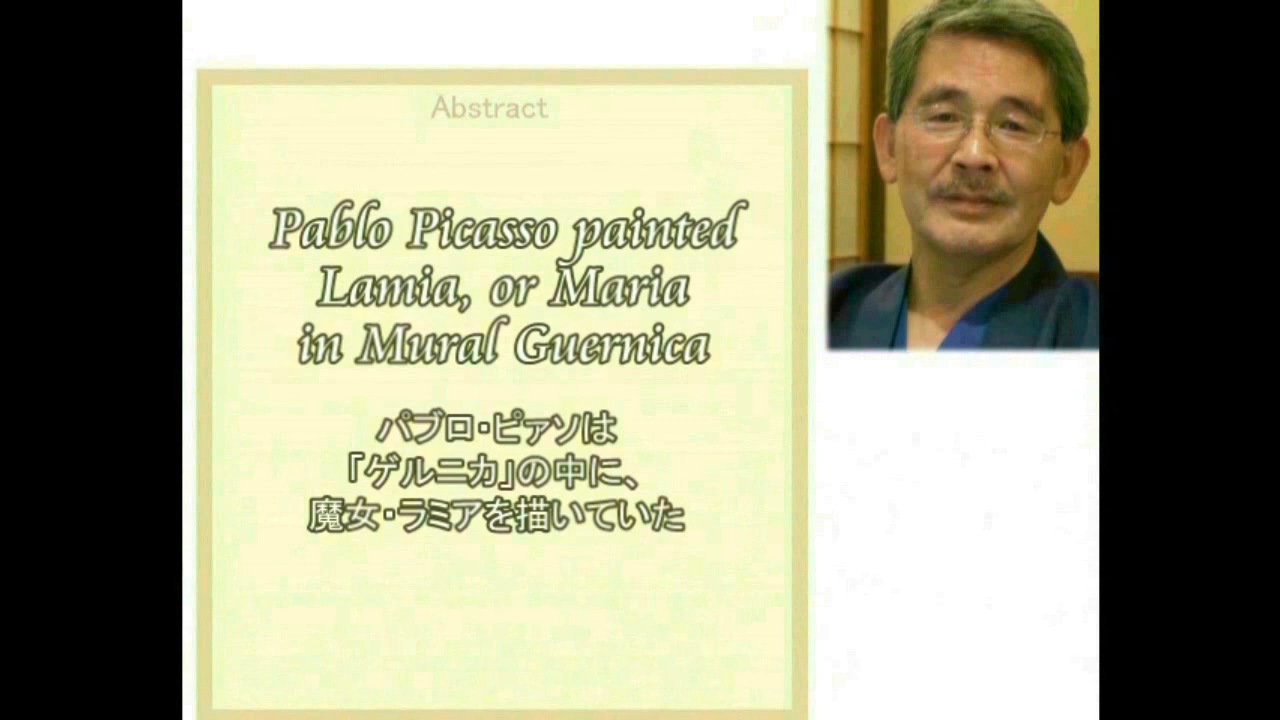 Abstract
Pablo Picasso painted
Lamia, or Maria
in Mural Guernica
パブロ・ピァソは
「ゲルニカ」の中に、
魔女・ラミアを描いていた